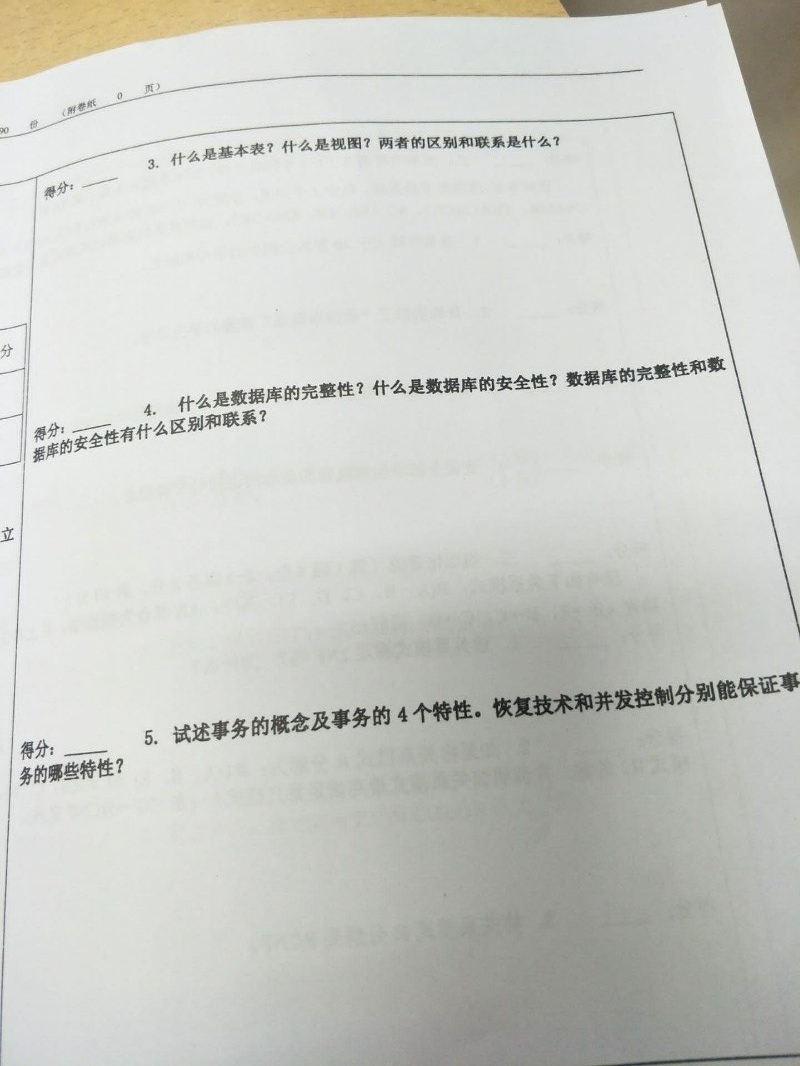 90 份 （附卷纸 0 页）
得分：____ 3. 什么是基本表？什么是视图？两者的区别和联系是什么？
分
得分：____ 4. 什么是数据库的完整性？什么是数据库的安全性？数据库的完整性和数
据库的安全性有什么区别和联系？
立
得分：____ 5. 试述事务的概念及事务的 4 个特性。恢复技术和并发控制分别能保证事
务的哪些特性？